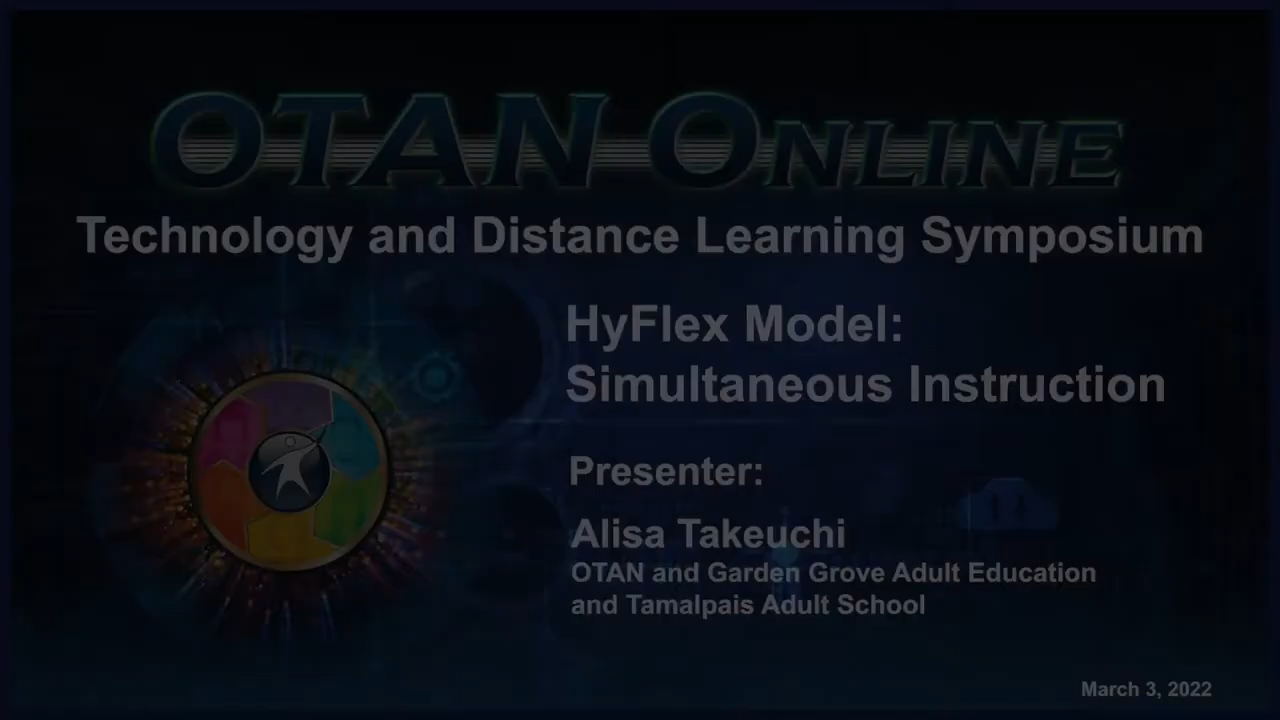 OTAN ONLINE
Technology and Distance Learning Symposium
HyFlex Model:
Simultaneous Instruction
Presenter:
Alisa Takeuchi
OTAN and Garden Grove Adult Education
and Tamalpais Adult School
March 3, 2022